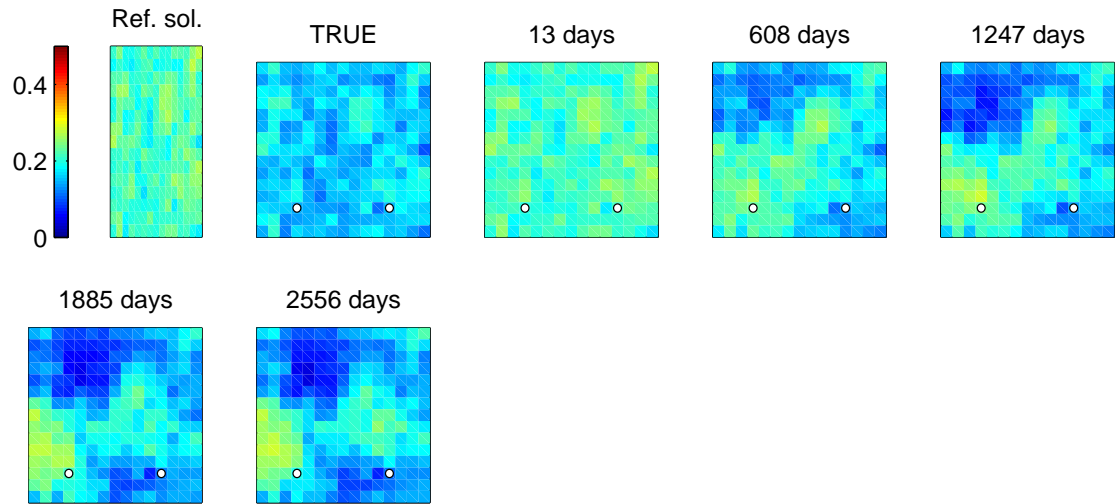 Ref. sol.
TRUE
13 days
608 days
1247 days
0.4
0.2
0
1885 days
2556 days